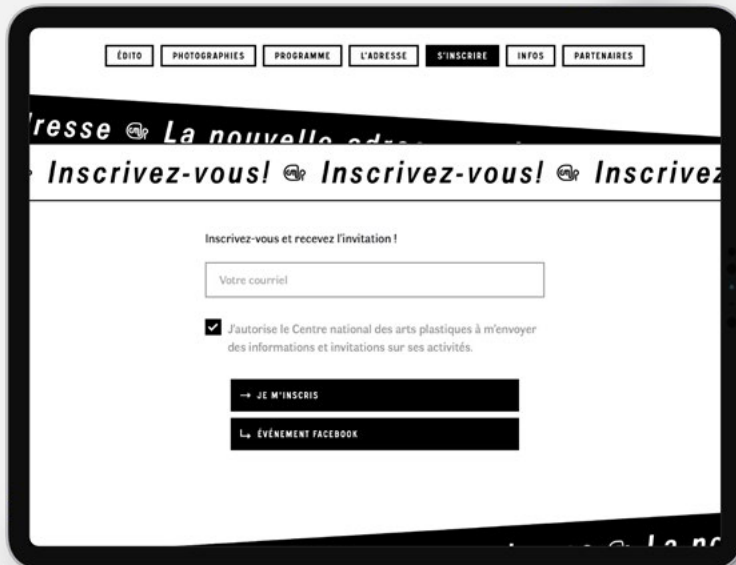 ÉDITO
PHOTOGRAPHIES
PROGRAMME
L'ADRESSE
S'INSCRIRE
INFOS
PARTENAIRES
resse La nouvelle adres
Inscrivez-vous! Inscrivez-vous! Inscrivez
Inscrivez-vous et recevez l'invitation !
Votre courriel
J'autorise le Centre national des arts plastiques à m'envoyer
des informations et invitations sur ses activités.
→ JE M'INSCRIS
↳ ÉVÉNEMENT FACEBOOK
La no